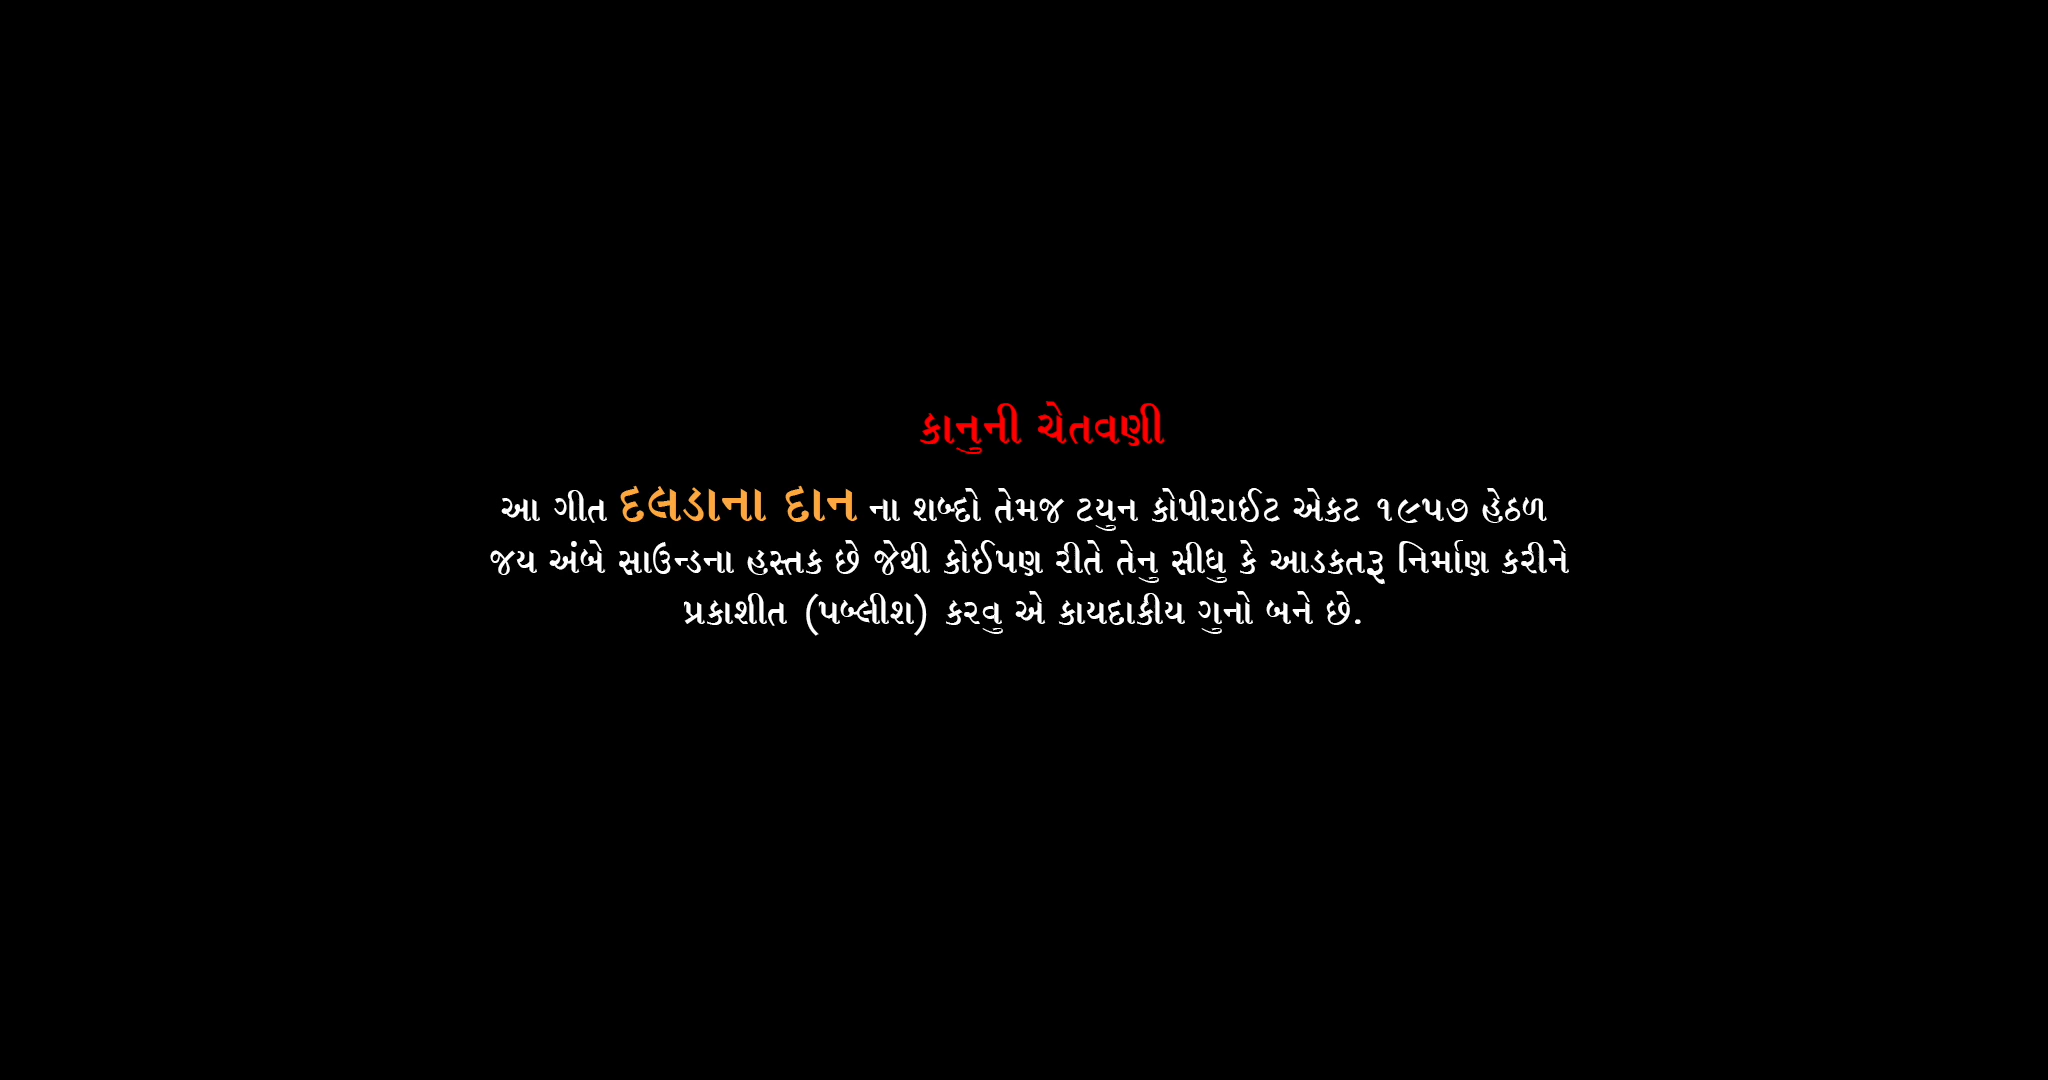 કાનુની ચેતવણી
આ ગીત દલડાના દાન ના શબ્દો તેમજ ટયુન કોપીરાઈટ એકટ ૧૯૫૭ હેઠળ
જય અંબે સાઉન્ડના હસ્તક છે જેથી કોઈપણ રીતે તેનુ સીધુ કે આડકતરૂ નિર્માણ કરીને
પ્રકાશીત (પબ્લીશ) કરવુ એ કાયદાકીય ગુનો બને છે.